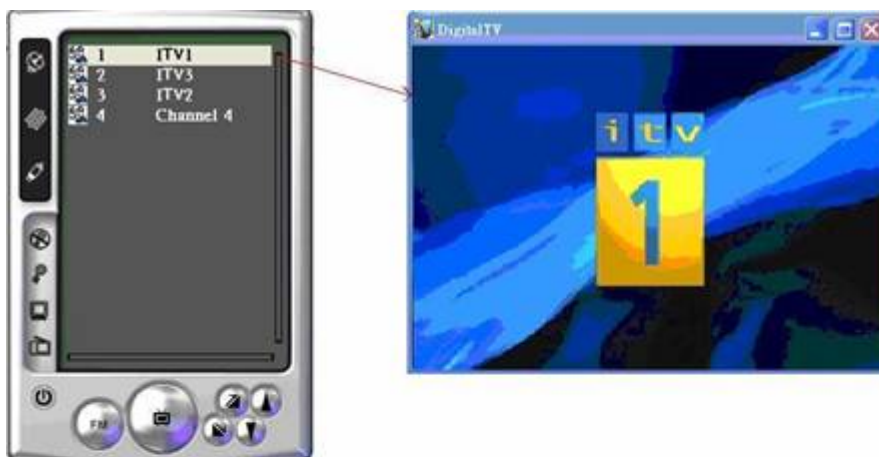 1 ITV1
2 ITV3
3 ITV2
4 Channel 4
FM
DigitalTV
itv
1